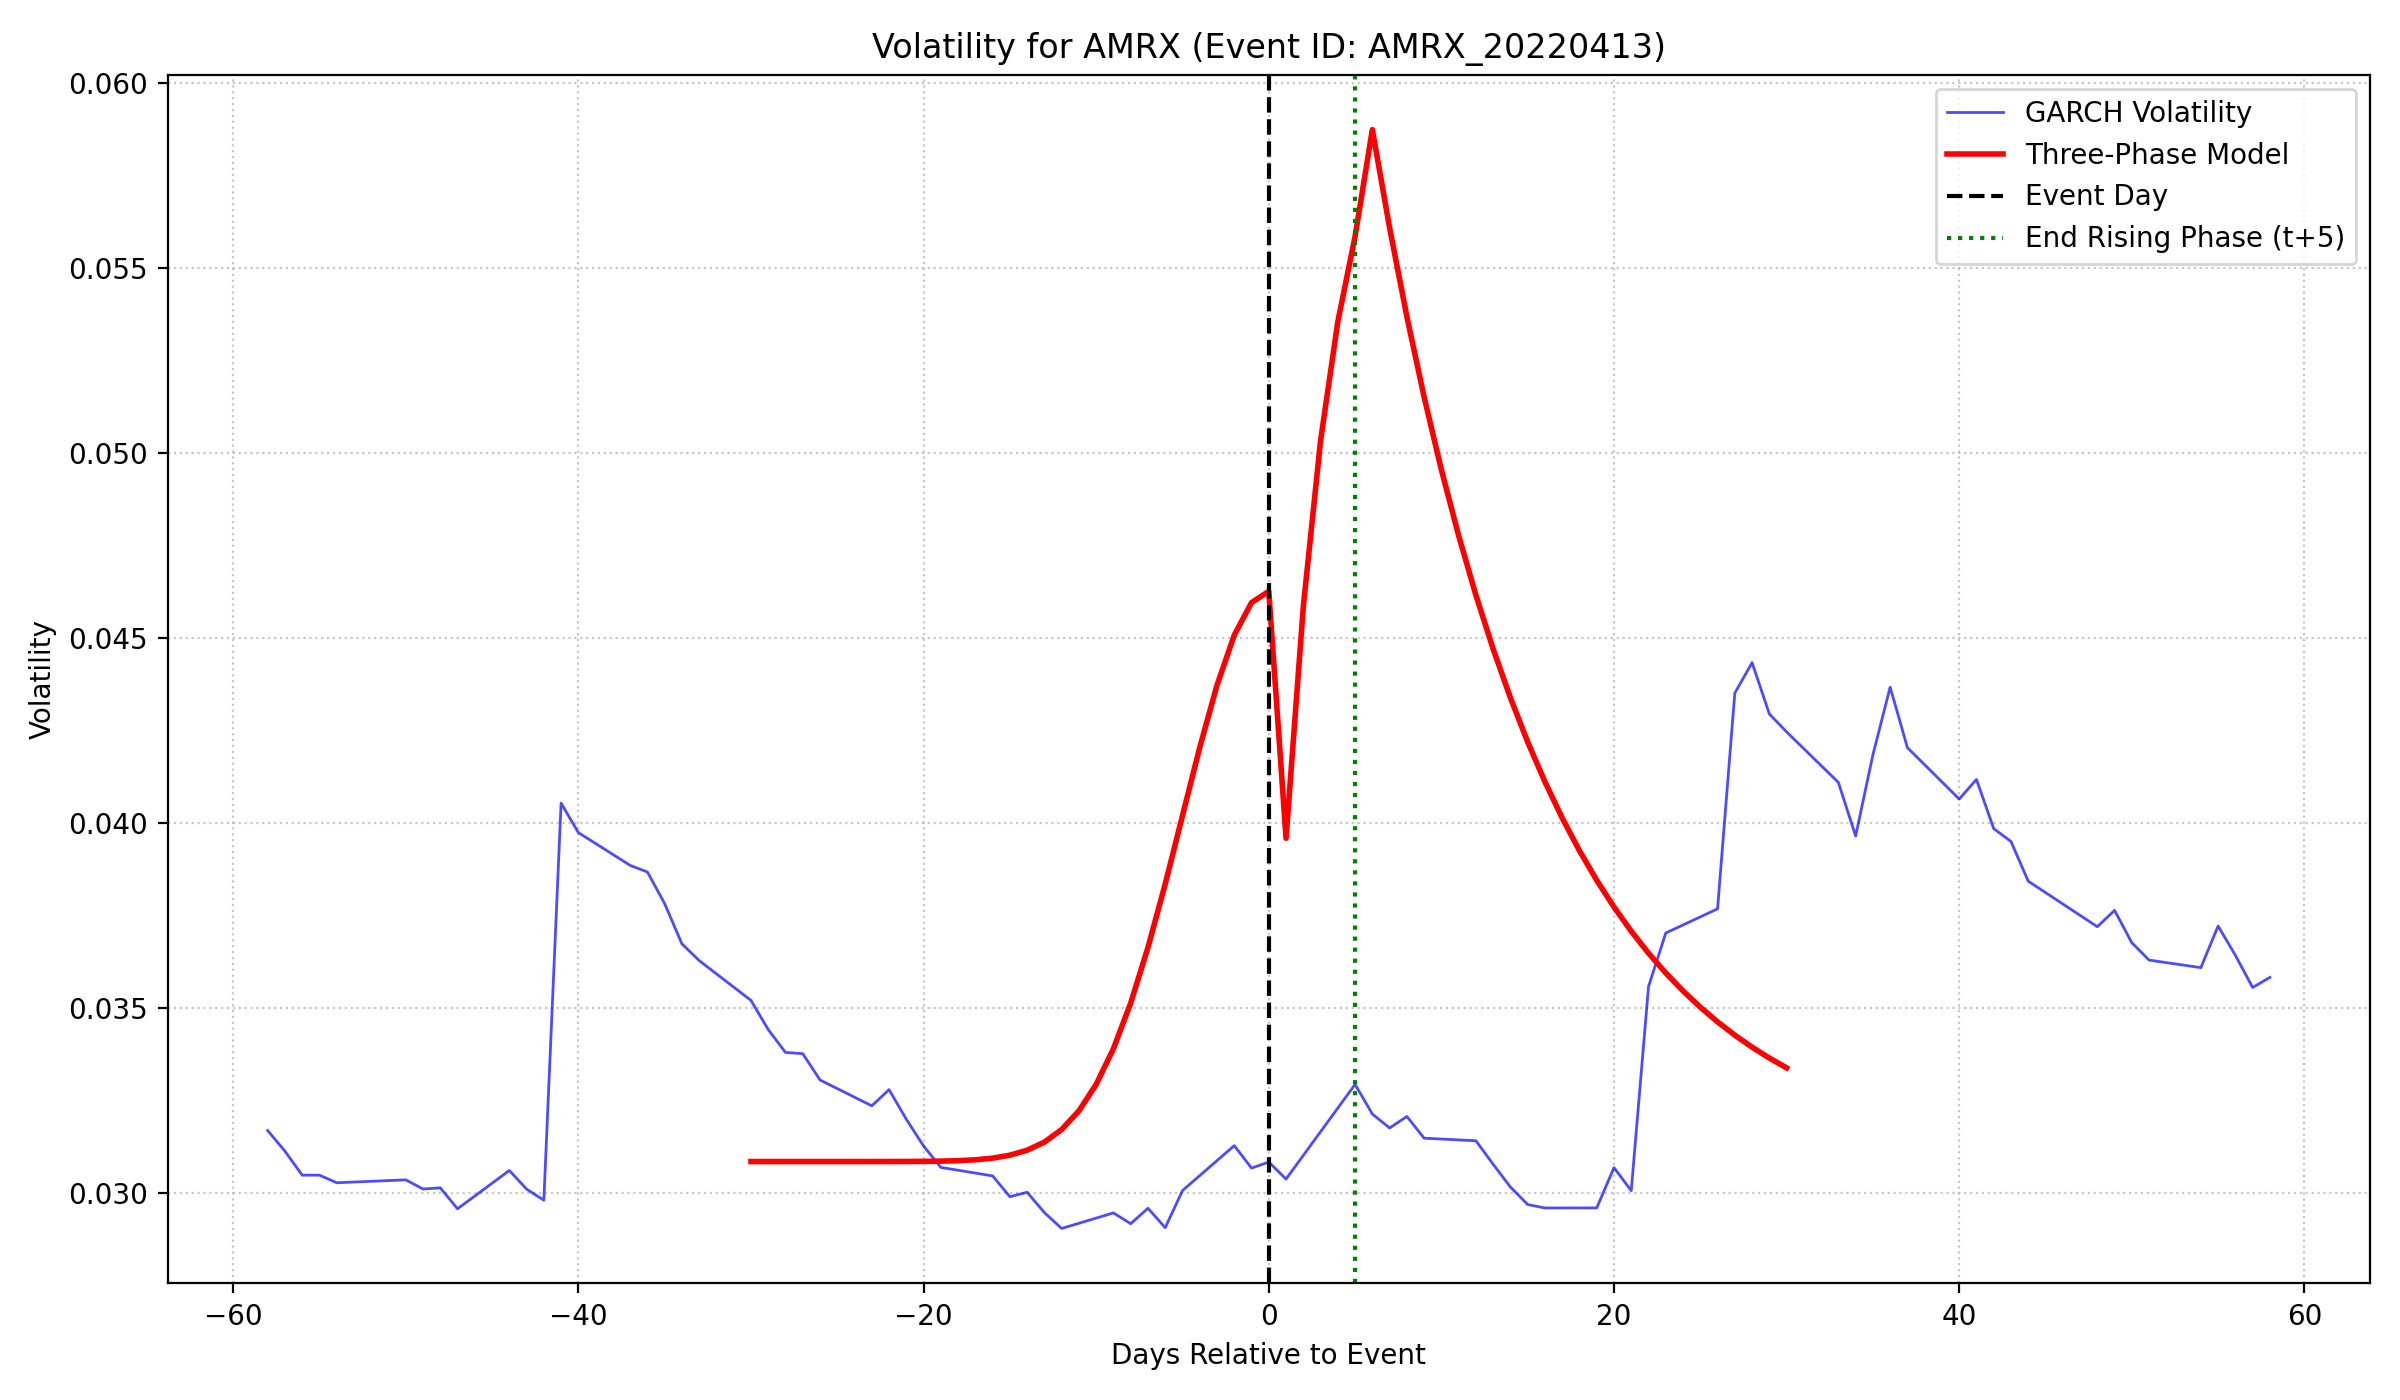 Volatility for AMRX (Event ID: AMRX_20220413)
GARCH Volatility
Three-Phase Model
Event Day
End Rising Phase (t+5)
0.060
0.055
0.050
0.045
0.040
0.035
0.030
Volatility
−60
−40
−20
0
20
40
60
Days Relative to Event